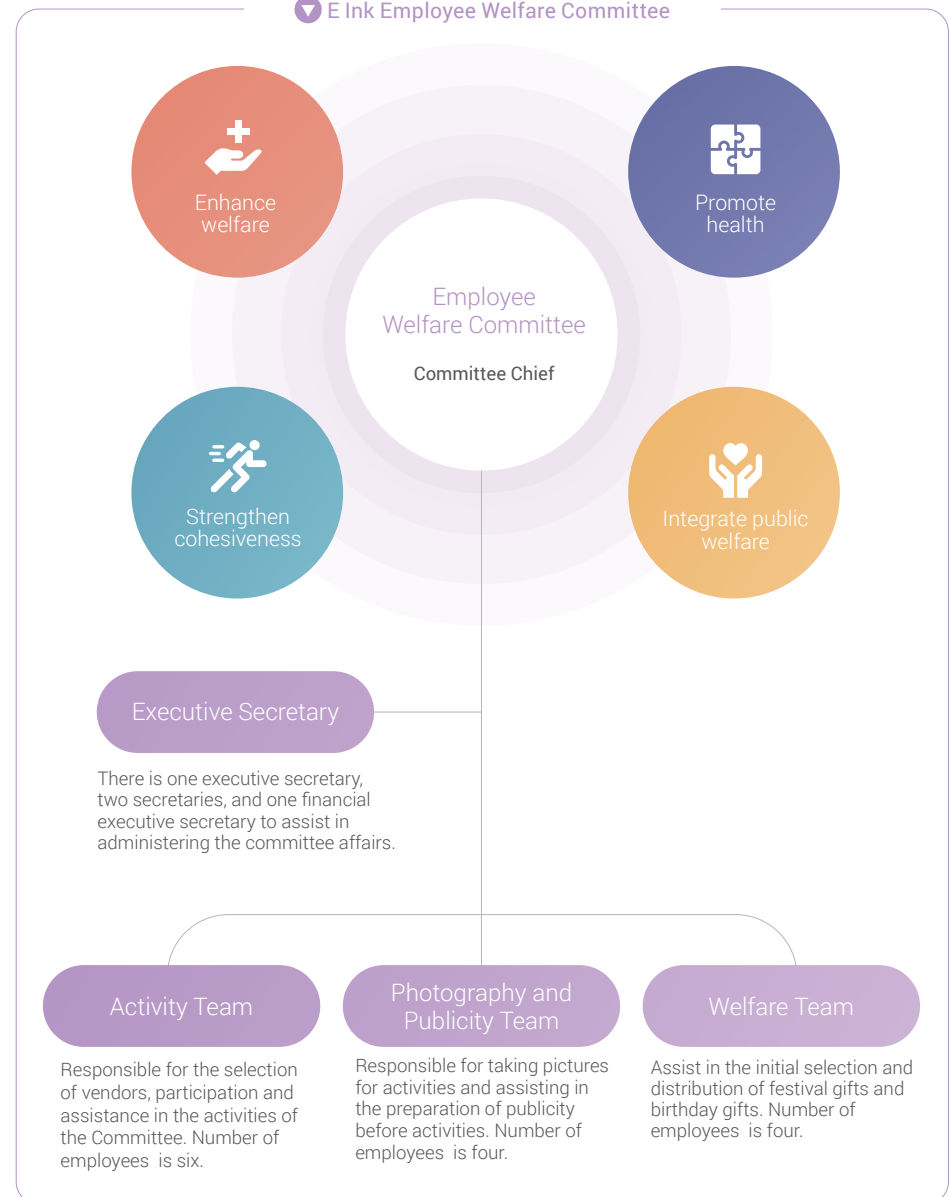 E Ink Employee Welfare Committee
Enhance
welfare
Promote
health
Employee
Welfare Committee
Committee Chief
Strengthen
cohesiveness
Integrate public
welfare
Executive Secretary
There is one executive secretary,
two secretaries, and one financial
executive secretary to assist in
administering the committee affairs.
Activity Team
Responsible for the selection
of vendors, participation and
assistance in the activities of
the Committee. Number of
employees  is six.
Photography and
Publicity Team
Responsible for taking pictures
for activities and assisting in
the preparation of publicity
before activities. Number of
employees  is four.
Welfare Team
Assist in the initial selection and
distribution of festival gifts and
birthday gifts. Number of
employees  is four.